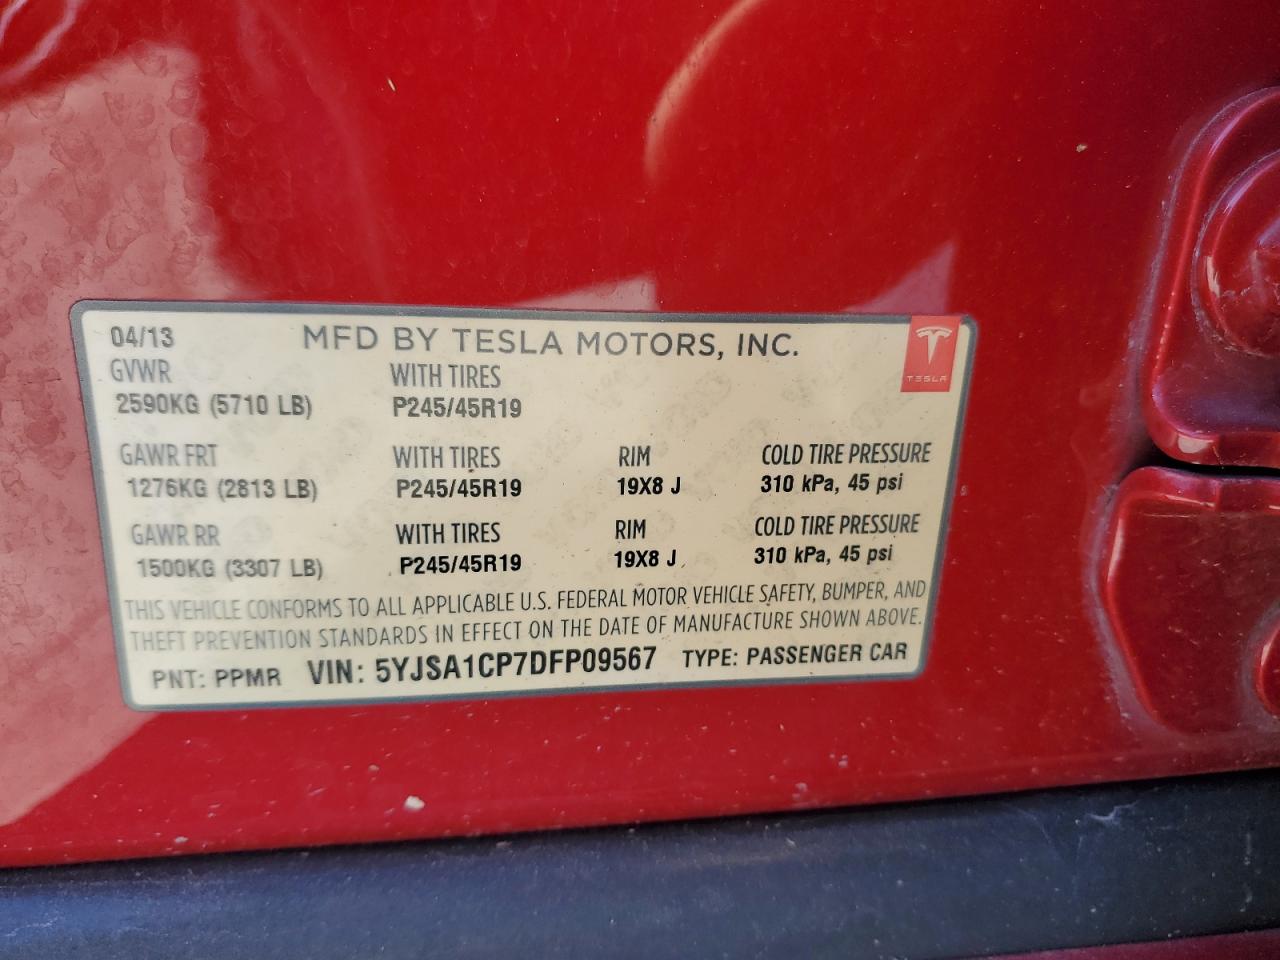 04/13 MFD BY TESLA MOTORS, INC.
TESLA
GVWR WITH TIRES
2590KG (5710 LB) P245/45R19
GAWR FRT WITH TIRES RIM COLD TIRE PRESSURE
1276KG (2813 LB) P245/45R19 19X8 J 310 kPa, 45 psi
GAWR RR WITH TIRES RIM COLD TIRE PRESSURE
1500KG (3307 LB) P245/45R19 19X8 J 310 kPa, 45 psi
THIS VEHICLE CONFORMS TO ALL APPLICABLE U.S. FEDERAL MOTOR VEHICLE SAFETY, BUMPER, AND
THEFT PREVENTION STANDARDS IN EFFECT ON THE DATE OF MANUFACTURE SHOWN ABOVE.
PNT: PPMR VIN: 5YJSA1CP7DFP09567 TYPE: PASSENGER CAR